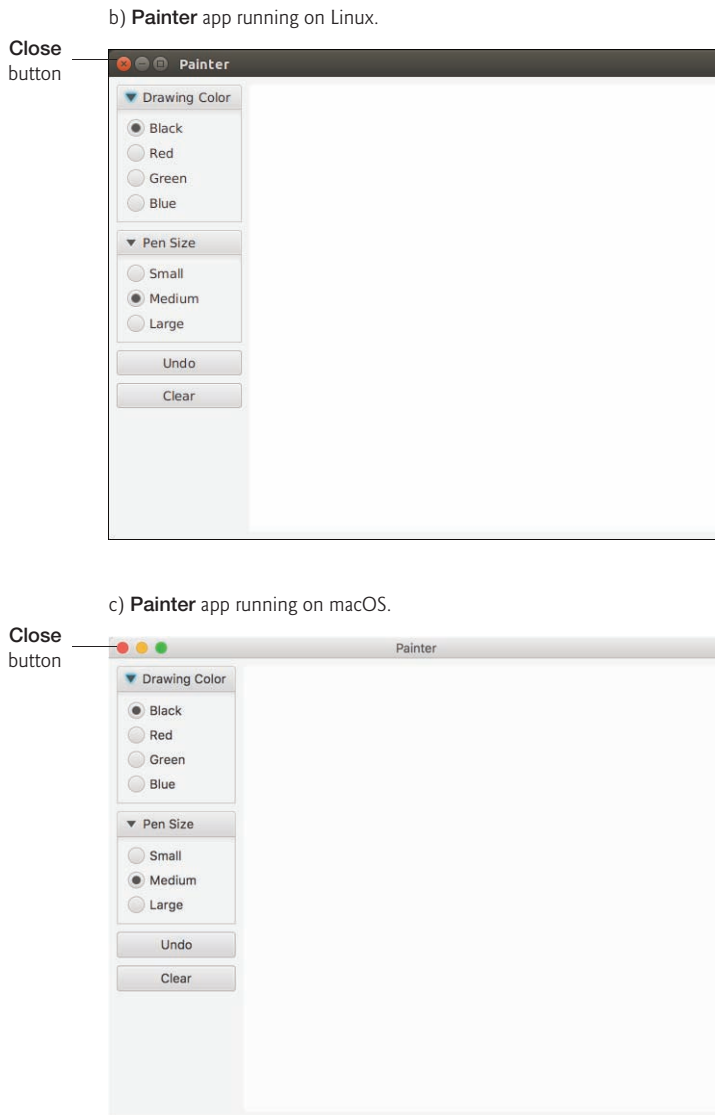 b) Painter app running on Linux.
Close
button
Painter
Drawing Color
Black
Red
Green
Blue
Pen Size
Small
Medium
Large
Undo
Clear
c) Painter app running on macOS.
Close
button
Painter
Drawing Color
Black
Red
Green
Blue
Pen Size
Small
Medium
Large
Undo
Clear